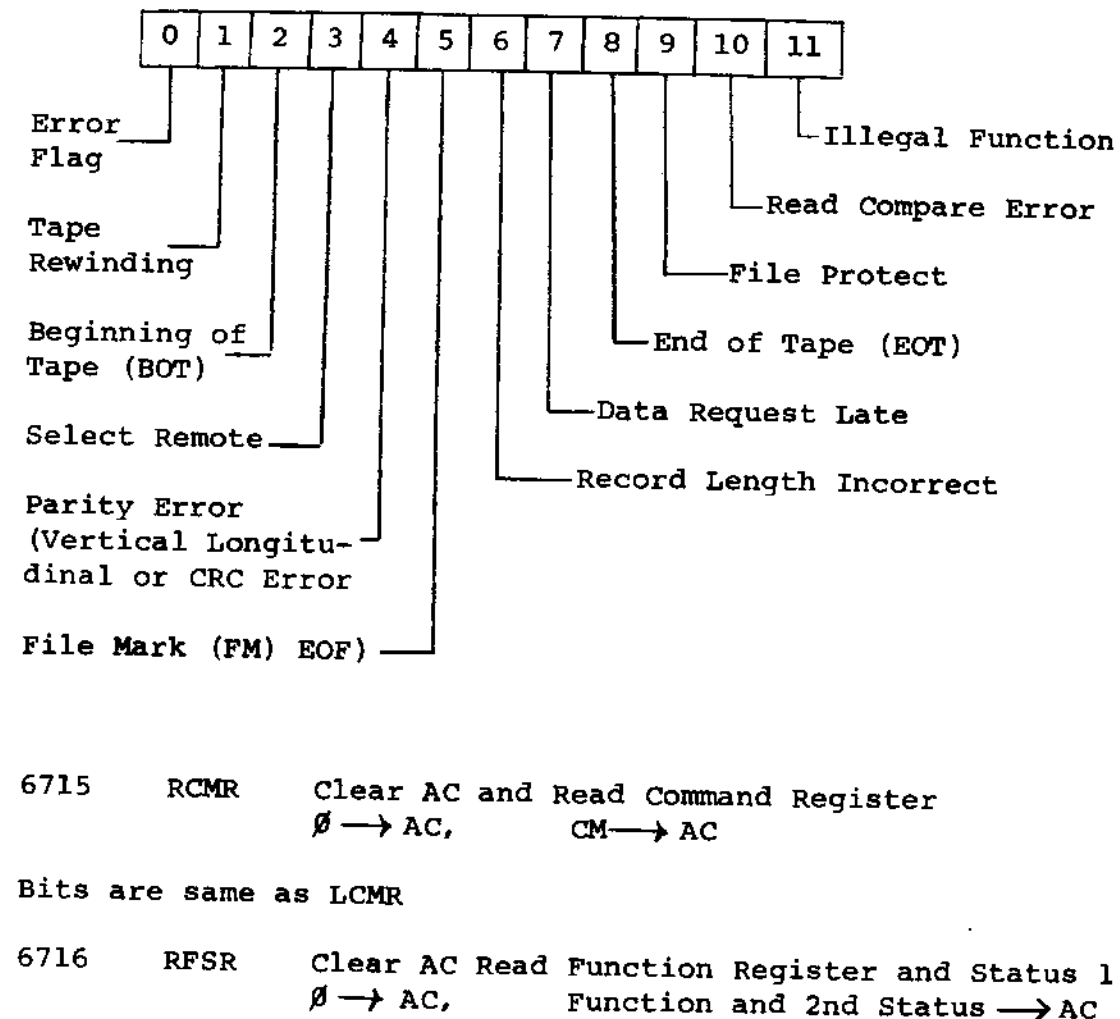 0 1 2 3 4 5 6 7 8 9 10 11
Error
Flag
Illegal Function
Read Compare Error
Tape
Rewinding
File Protect
Beginning of
Tape (BOT)
End of Tape (EOT)
Data Request Late
Select Remote
Record Length Incorrect
Parity Error
(Vertical Longitu-
dinal or CRC Error
File Mark (FM) EOF)
6715 RCMR Clear AC and Read Command Register
Ø → AC, CM → AC
Bits are same as LCMR
6716 RFSR Clear AC Read Function Register and Status 1
Ø → AC, Function and 2nd Status → AC